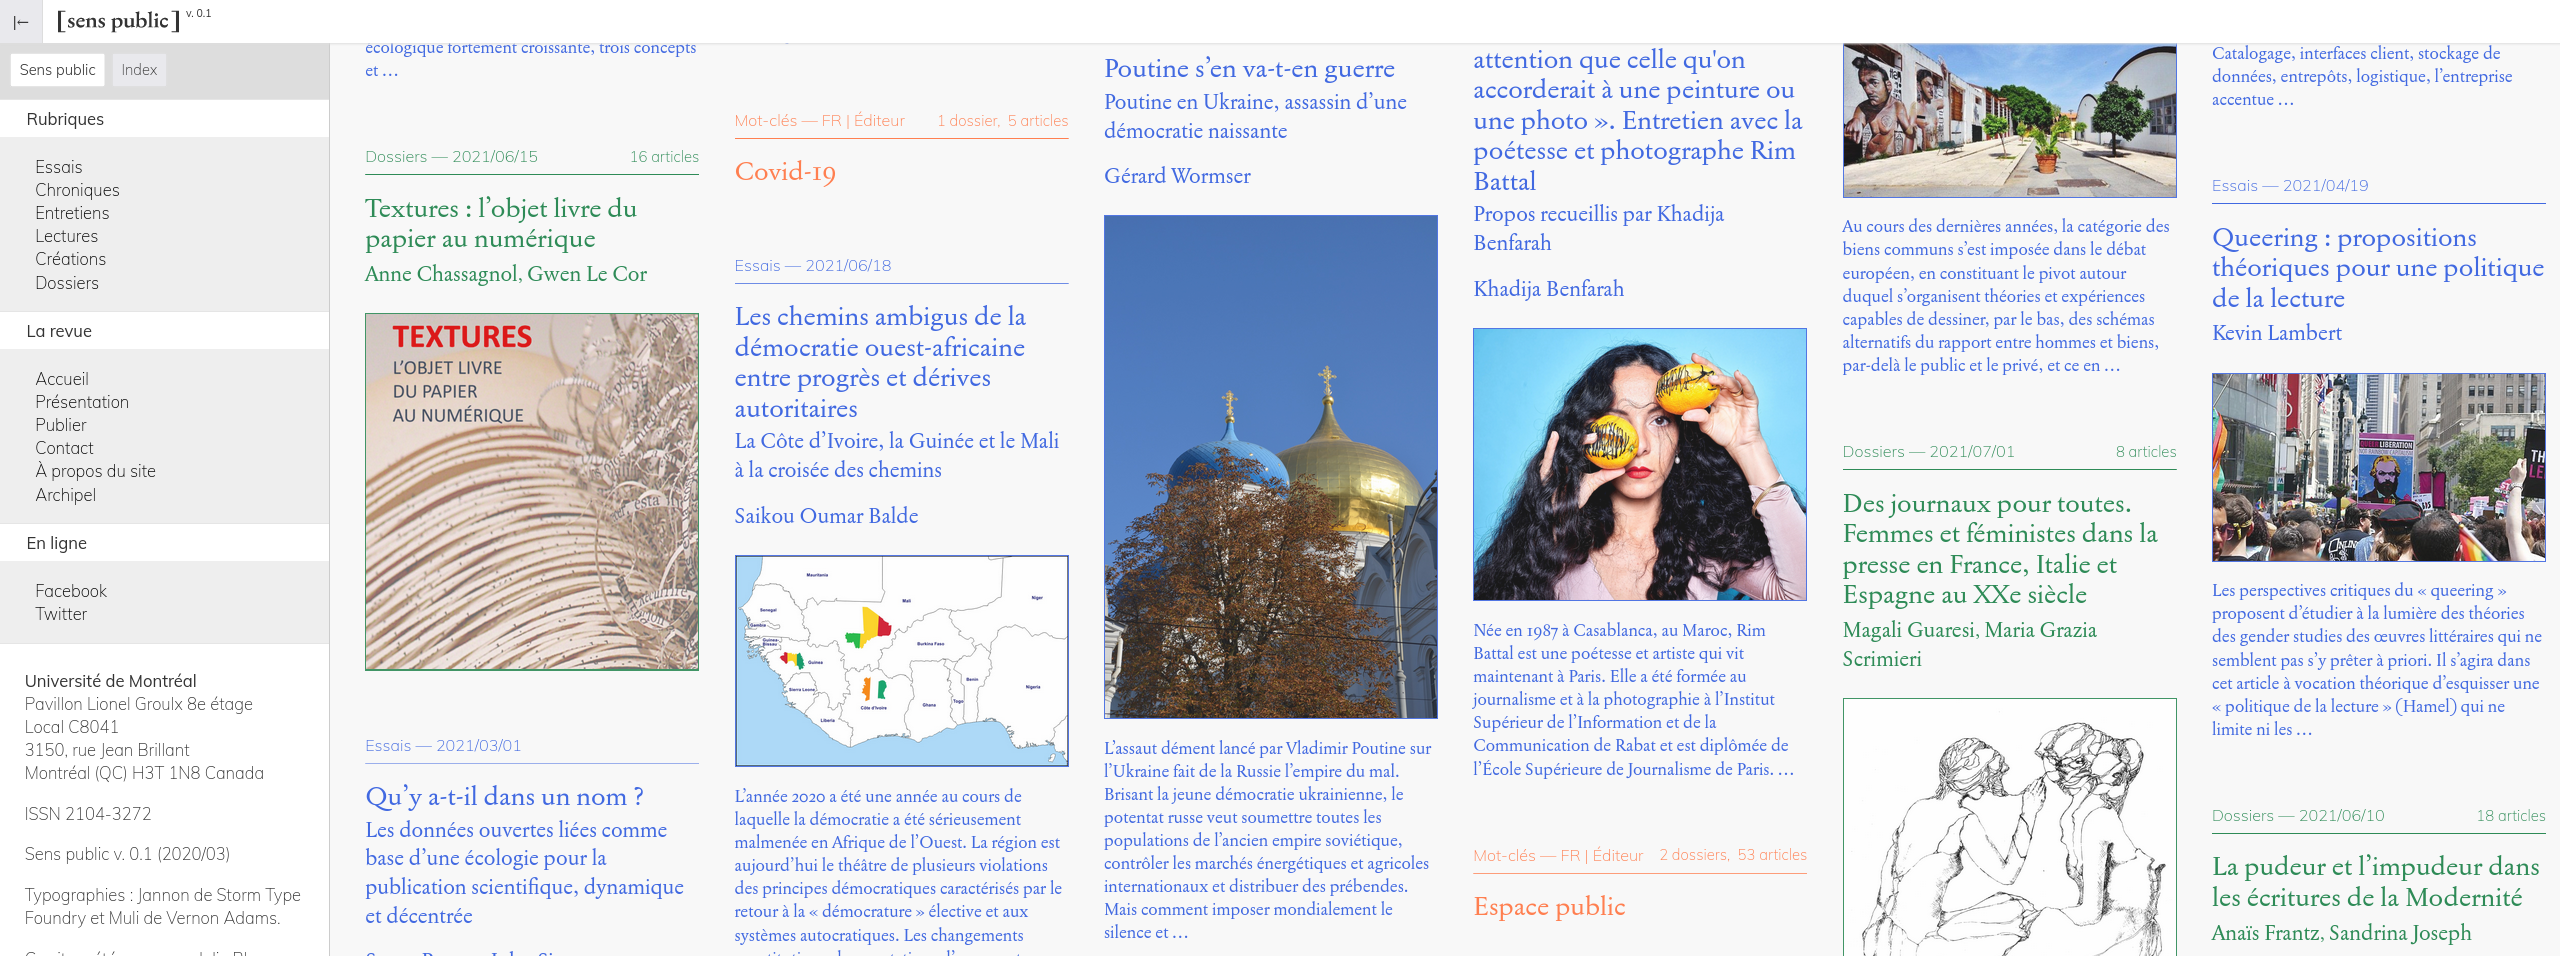 |←
[sens public] v. 0.1
Sens public
Index
Rubriques
Essais
Chroniques
Entretiens
Lectures
Créations
Dossiers
La revue
Accueil
Présentation
Publier
Contact
À propos du site
Archipel
En ligne
Facebook
Twitter
Université de Montréal
Pavillon Lionel Groulx 8e étage
Local C8041
3150, rue Jean Brillant
Montréal (QC) H3T 1N8 Canada
ISSN 2104-3272
Sens public v. 0.1 (2020/03)
Typographies : Jannon de Storm Type
Foundry et Muli de Vernon Adams.
écologique fortement croissante, trois concepts
et …
Dossiers — 2021/06/15 16 articles
Textures : l’objet livre du
papier au numérique
Anne Chassagnol, Gwen Le Cor
TEXTURES
L’OBJET LIVRE
DU PAPIER
AU NUMÉRIQUE
Essais — 2021/03/01
Qu’y a-t-il dans un nom ?
Les données ouvertes liées comme
base d’une écologie pour la
publication scientifique, dynamique
et décentrée
Mot-clés — FR | Éditeur 1 dossier, 5 articles
Covid-19
Essais — 2021/06/18
Les chemins ambigus de la
démocratie ouest-africaine
entre progrès et dérives
autoritaires
La Côte d’Ivoire, la Guinée et le Mali
à la croisée des chemins
Saikou Oumar Balde
Mauritania
Mali
Niger
Senegal
Gambia
Guinea-
Bissau
Guinea
Burkina Faso
Benin
Sierra Leone
Côte d'Ivoire
Ghana
Togo
Nigeria
Liberia
L’année 2020 a été une année au cours de
laquelle la démocratie a été sérieusement
malmenée en Afrique de l’Ouest. La région est
aujourd’hui le théâtre de plusieurs violations
des principes démocratiques caractérisés par le
retour à la « démocrature » élective et aux
systèmes autocratiques. Les changements
Poutine s’en va-t-en guerre
Poutine en Ukraine, assassin d’une
démocratie naissante
Gérard Wormser
L’assaut dément lancé par Vladimir Poutine sur
l’Ukraine fait de la Russie l’empire du mal.
Brisant la jeune démocratie ukrainienne, le
potentat russe veut soumettre toutes les
populations de l’ancien empire soviétique,
contrôler les marchés énergétiques et agricoles
internationaux et distribuer des prébendes.
Mais comment imposer mondialement le
silence et …
attention que celle qu'on
accorderait à une peinture ou
une photo ». Entretien avec la
poétesse et photographe Rim
Battal
Propos recueillis par Khadija
Benfarah
Khadija Benfarah
Née en 1987 à Casablanca, au Maroc, Rim
Battal est une poétesse et artiste qui vit
maintenant à Paris. Elle a été formée au
journalisme et à la photographie à l’Institut
Supérieur de l’Information et de la
Communication de Rabat et est diplômée de
l’École Supérieure de Journalisme de Paris. …
Mot-clés — FR | Éditeur 2 dossiers, 53 articles
Espace public
Au cours des dernières années, la catégorie des
biens communs s’est imposée dans le débat
européen, en constituant le pivot autour
duquel s’organisent théories et expériences
capables de dessiner, par le bas, des schémas
alternatifs du rapport entre hommes et biens,
par-delà le public et le privé, et ce en …
Dossiers — 2021/07/01 8 articles
Des journaux pour toutes.
Femmes et féministes dans la
presse en France, Italie et
Espagne au XXe siècle
Magali Guaresi, Maria Grazia
Scrimieri
Catalogage, interfaces client, stockage de
données, entrepôts, logistique, l’entreprise
accentue …
Essais — 2021/04/19
Queering : propositions
théoriques pour une politique
de la lecture
Kevin Lambert
QUEER LIBERATION
Les perspectives critiques du « queering »
proposent d’étudier à la lumière des théories
des gender studies des œuvres littéraires qui ne
semblent pas s’y prêter à priori. Il s’agira dans
cet article à vocation théorique d’esquisser une
« politique de la lecture » (Hamel) qui ne
limite ni les …
Dossiers — 2021/06/10 18 articles
La pudeur et l’impudeur dans
les écritures de la Modernité
Anaïs Frantz, Sandrina Joseph